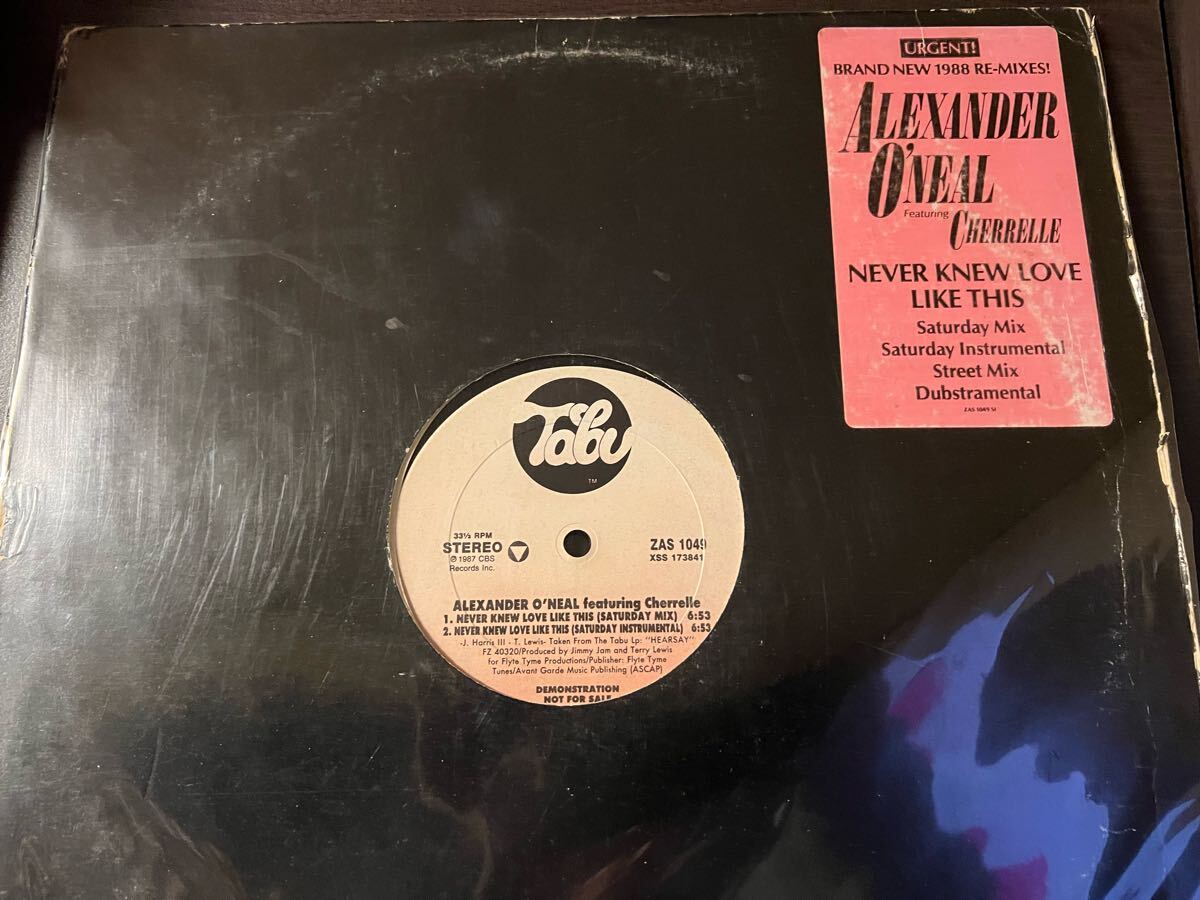 URGENT!
BRAND NEW 1988 RE-MIXES!
ALEXANDER
O'NEAL
Featuring
CHERRELLE
NEVER KNEW LOVE
LIKE THIS
Saturday Mix
Saturday Instrumental
Street Mix
Dubstramental
ZAS 1049 S1
Tabu
TM
33⅓ RPM
STEREO
℗ 1987 CBS
Records Inc.
ZAS 1049
XSS 173841
ALEXANDER O'NEAL featuring Cherrelle
1. NEVER KNEW LOVE LIKE THIS (SATURDAY MIX) 6:53
2. NEVER KNEW LOVE LIKE THIS (SATURDAY INSTRUMENTAL) 6:53
-J. Harris III - T. Lewis- Taken From The Tabu Lp: "HEARSAY"
FZ 40320/Produced by Jimmy Jam and Terry Lewis
for Flyte Tyme Productions/Publisher: Flyte Tyme
Tunes/Avant Garde Music Publishing (ASCAP)
DEMONSTRATION
NOT FOR SALE